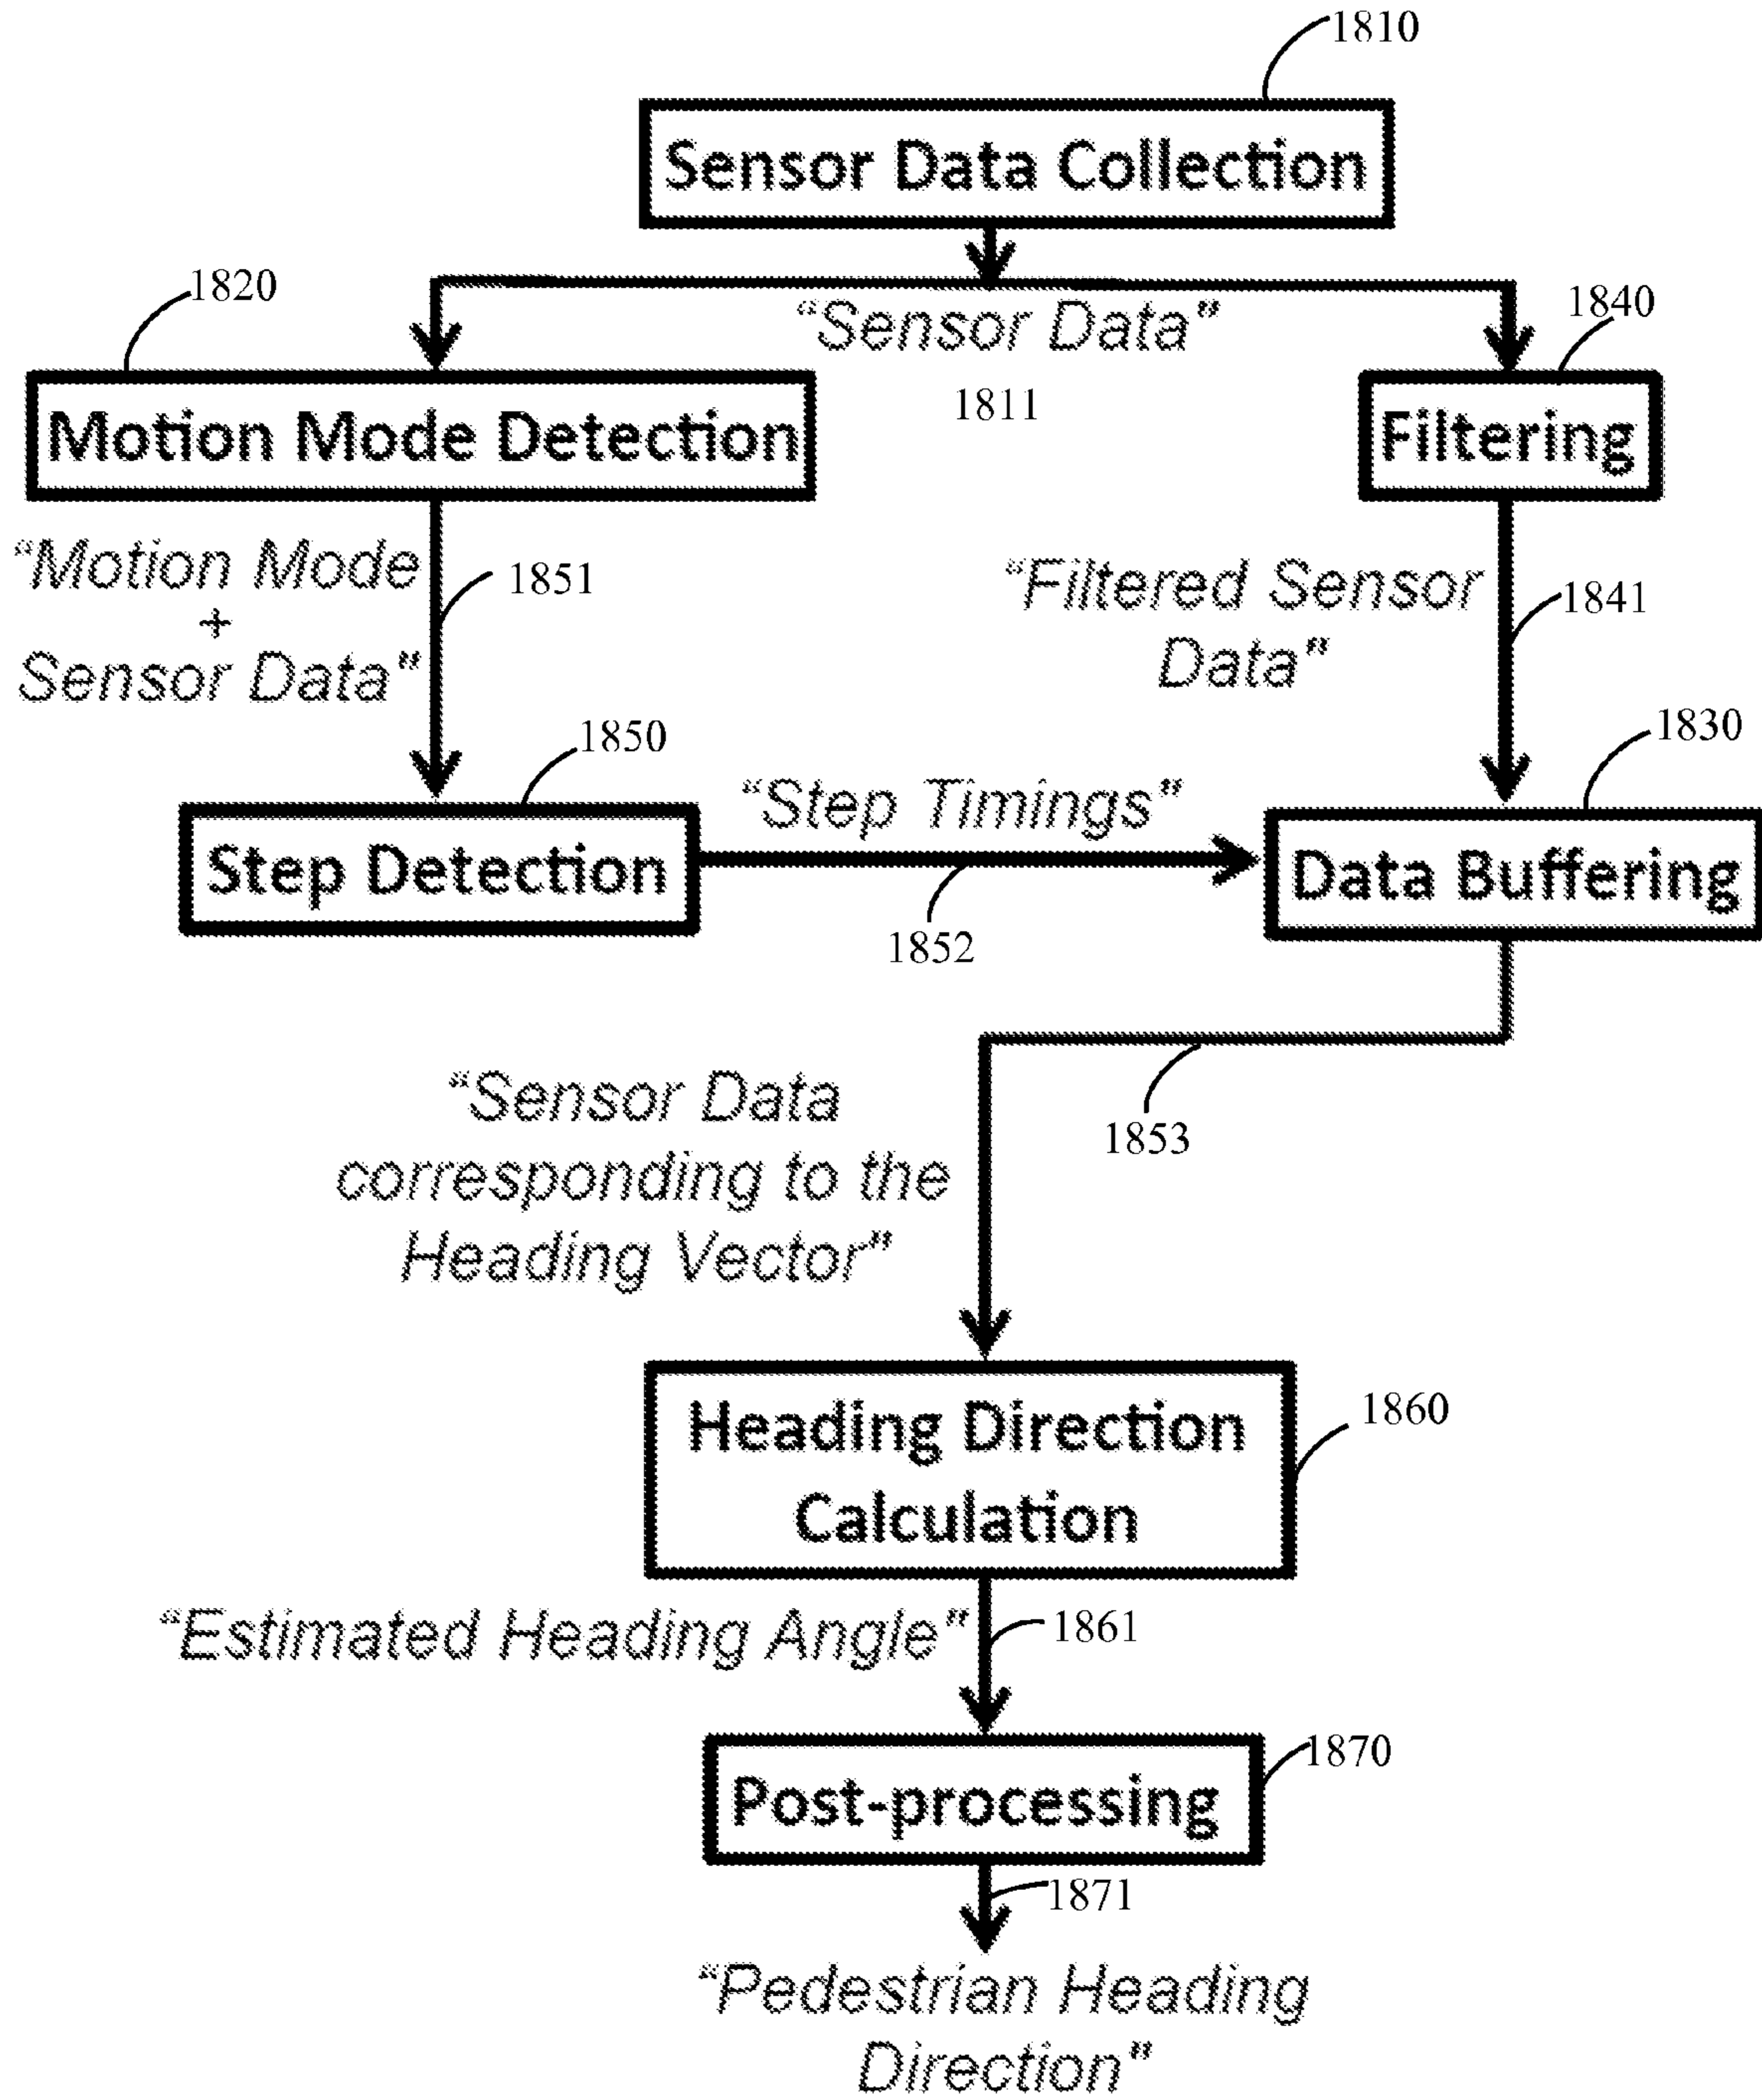 1810
Sensor Data Collection
1820
“Sensor Data"
1840
1811
Motion Mode Detection
Filtering
“Motion Mode
+
Sensor Data"
1851
“Filtered Sensor
Data"
1841
1850
1830
“Step Timings"
Step Detection
Data Buffering
1852
“Sensor Data
corresponding to the
Heading Vector"
1853
Heading Direction
Calculation
1860
“Estimated Heading Angle"
1861
1870
Post-processing
1871
“Pedestrian Heading
Direction"